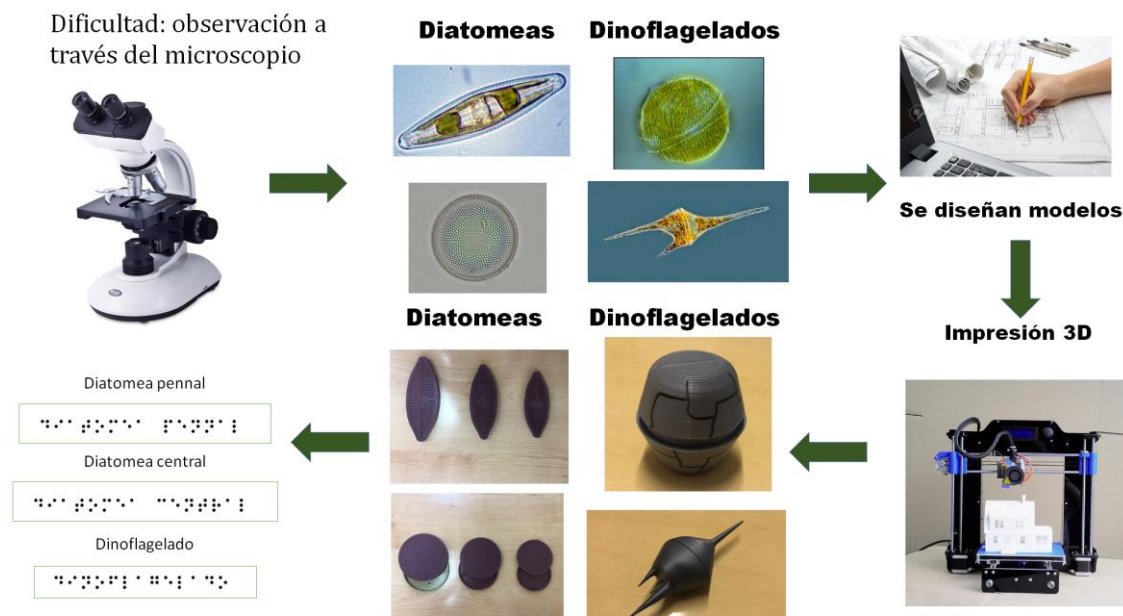 Dificultad: observación a
través del microscopio
Diatomeas
Dinoflagelados
Se diseñan modelos
Impresión 3D
Diatomeas
Dinoflagelados
Diatomea pennal
⠙⠊⠁⠞⠕⠍⠑⠁ ⠏⠑⠝⠝⠁⠇
Diatomea central
⠙⠊⠁⠞⠕⠍⠑⠁ ⠉⠑⠝⠞⠗⠁⠇
Dinoflagelado
⠙⠊⠝⠕⠋⠇⠁⠛⠑⠇⠁⠙⠕